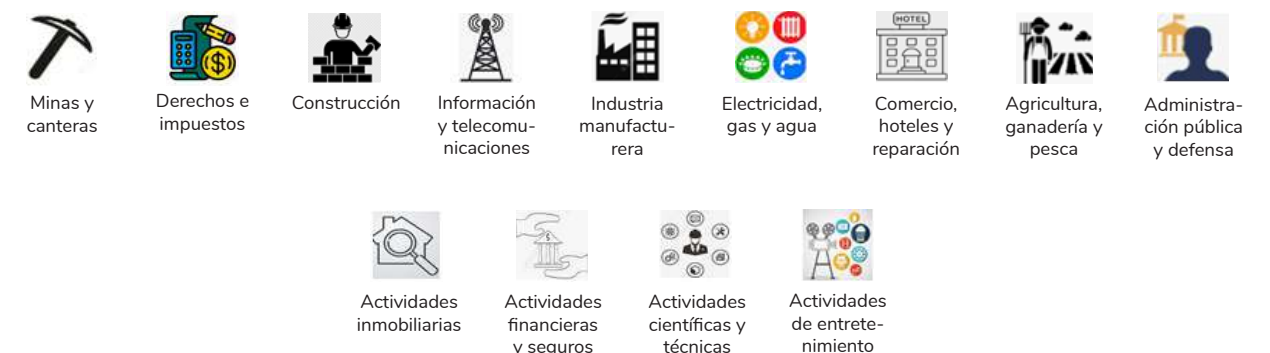 HOTEL
Minas y
canteras
Derechos e
impuestos
Construcción
Información
y telecomu-
nicaciones
Industria
manufactu-
rera
Electricidad,
gas y agua
Comercio,
hoteles y
reparación
Agricultura,
ganadería y
pesca
Administra-
ción pública
y defensa
Actividades
inmobiliarias
Actividades
financieras
y seguros
Actividades
científicas y
técnicas
Actividades
de entrete-
nimiento